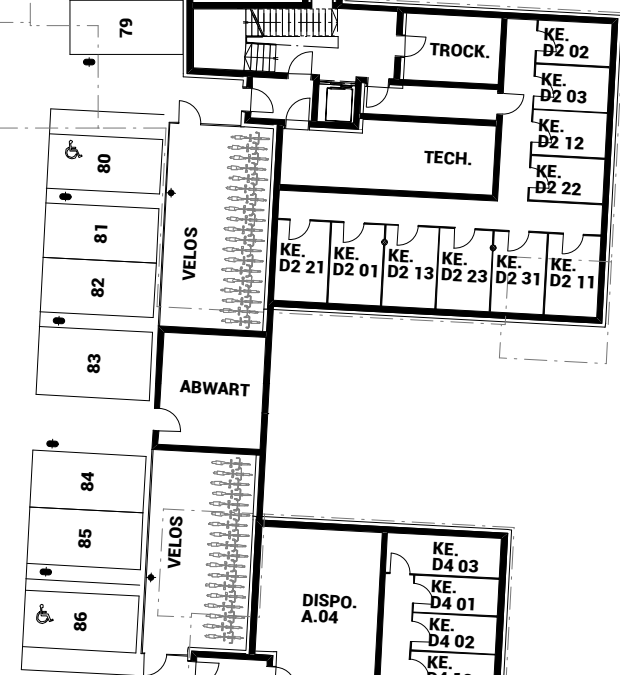 79
TROCK.
KE.
D2 02
KE.
D2 03
KE.
D2 12
KE.
D2 22
TECH.
80
81
82
83
VELOS
KE.
D2 21
KE.
D2 01
KE.
D2 13
KE.
D2 23
KE.
D2 31
KE.
D2 11
ABWART
84
85
86
VELOS
DISPO.
A.04
KE.
D4 03
KE.
D4 01
KE.
D4 02
KE.